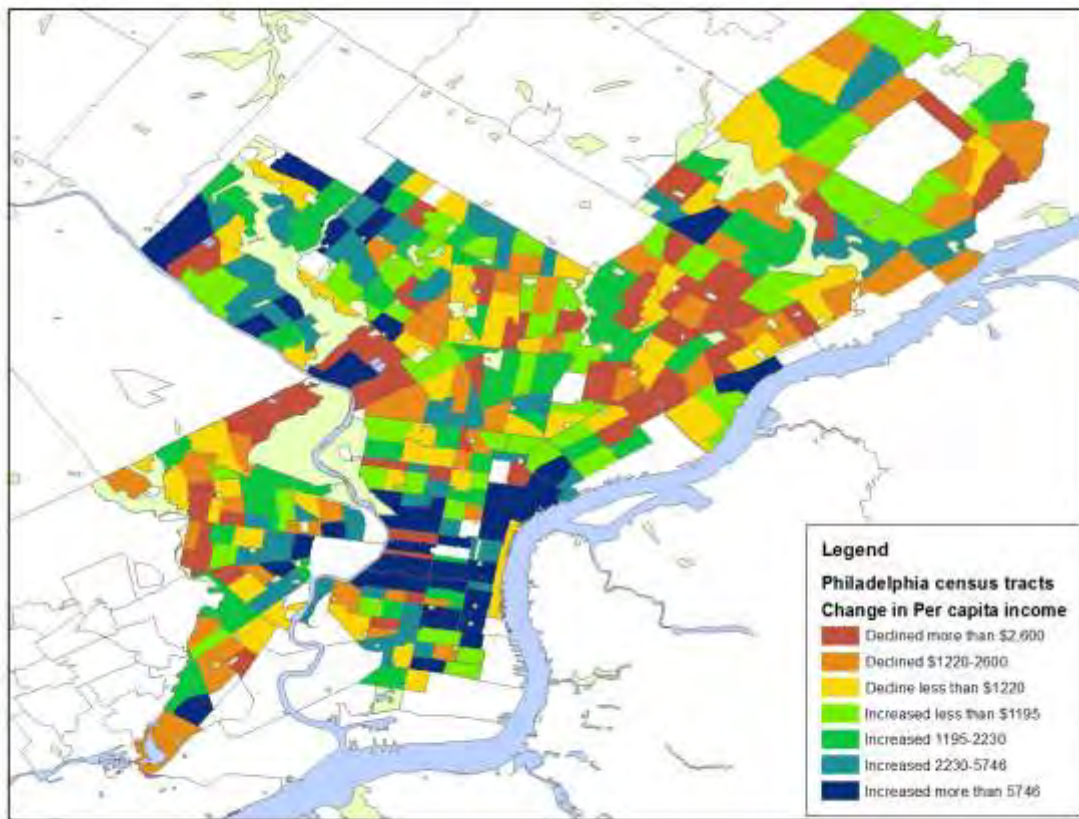 Legend
Philadelphia census tracts
Change in Per capita income
Declined more than $2,600
Declined $1220-2600
Decline less than $1220
Increased less than $1195
Increased 1195-2230
Increased 2230-5746
Increased more than 5746